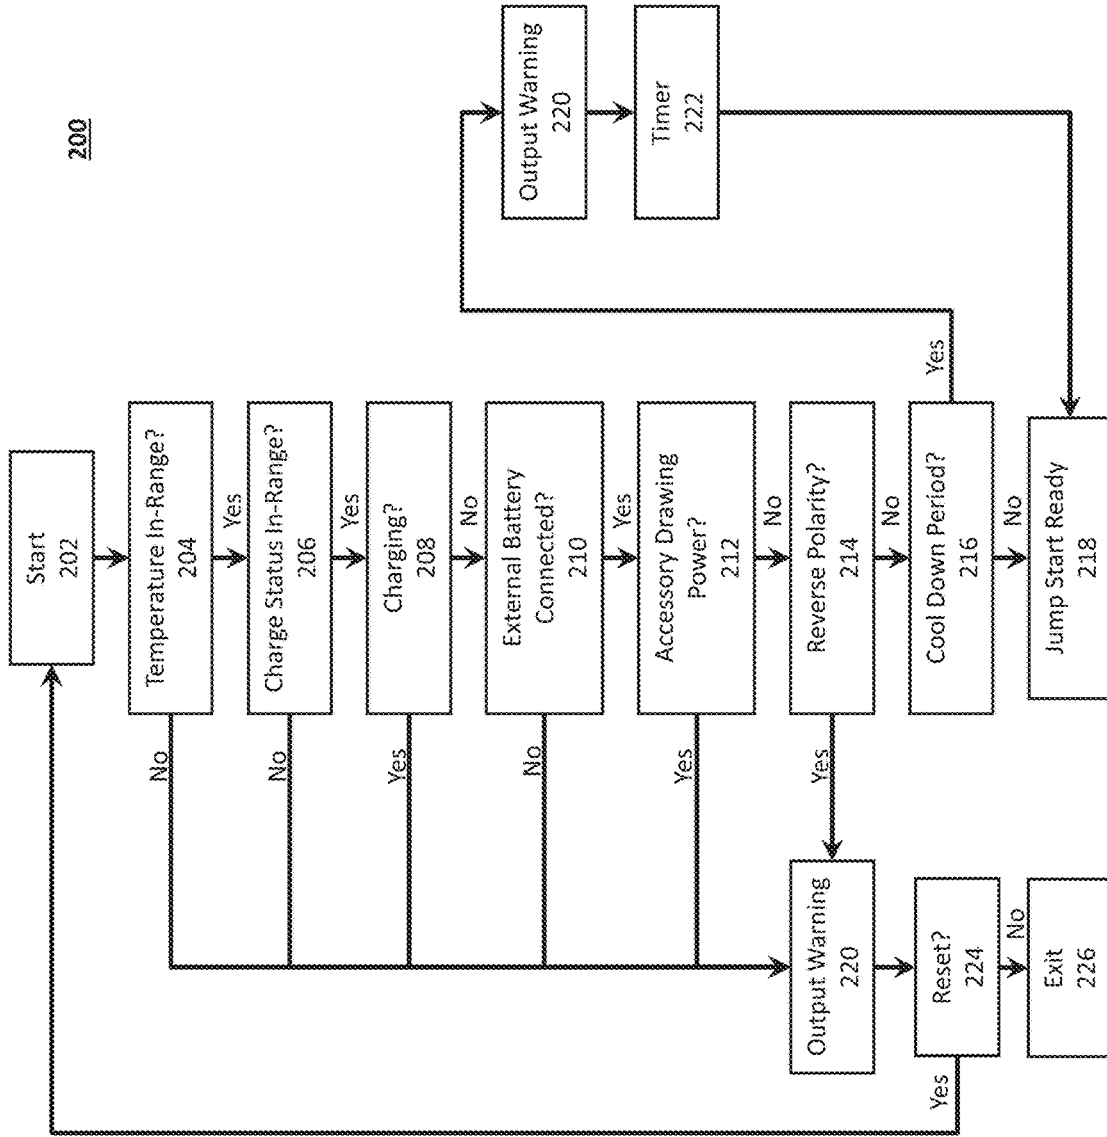 200
Start
202
Temperature In-Range?
204
No
Yes
Charge Status In-Range?
206
No
Yes
Charging?
208
Yes
No
External Battery
Connected?
210
No
Yes
Accessory Drawing
Power?
212
Yes
No
Reverse Polarity?
214
Yes
No
Cool Down Period?
216
Yes
No
Jump Start Ready
218
Output Warning
220
Timer
222
Output Warning
220
Reset?
224
Yes
No
Exit
226